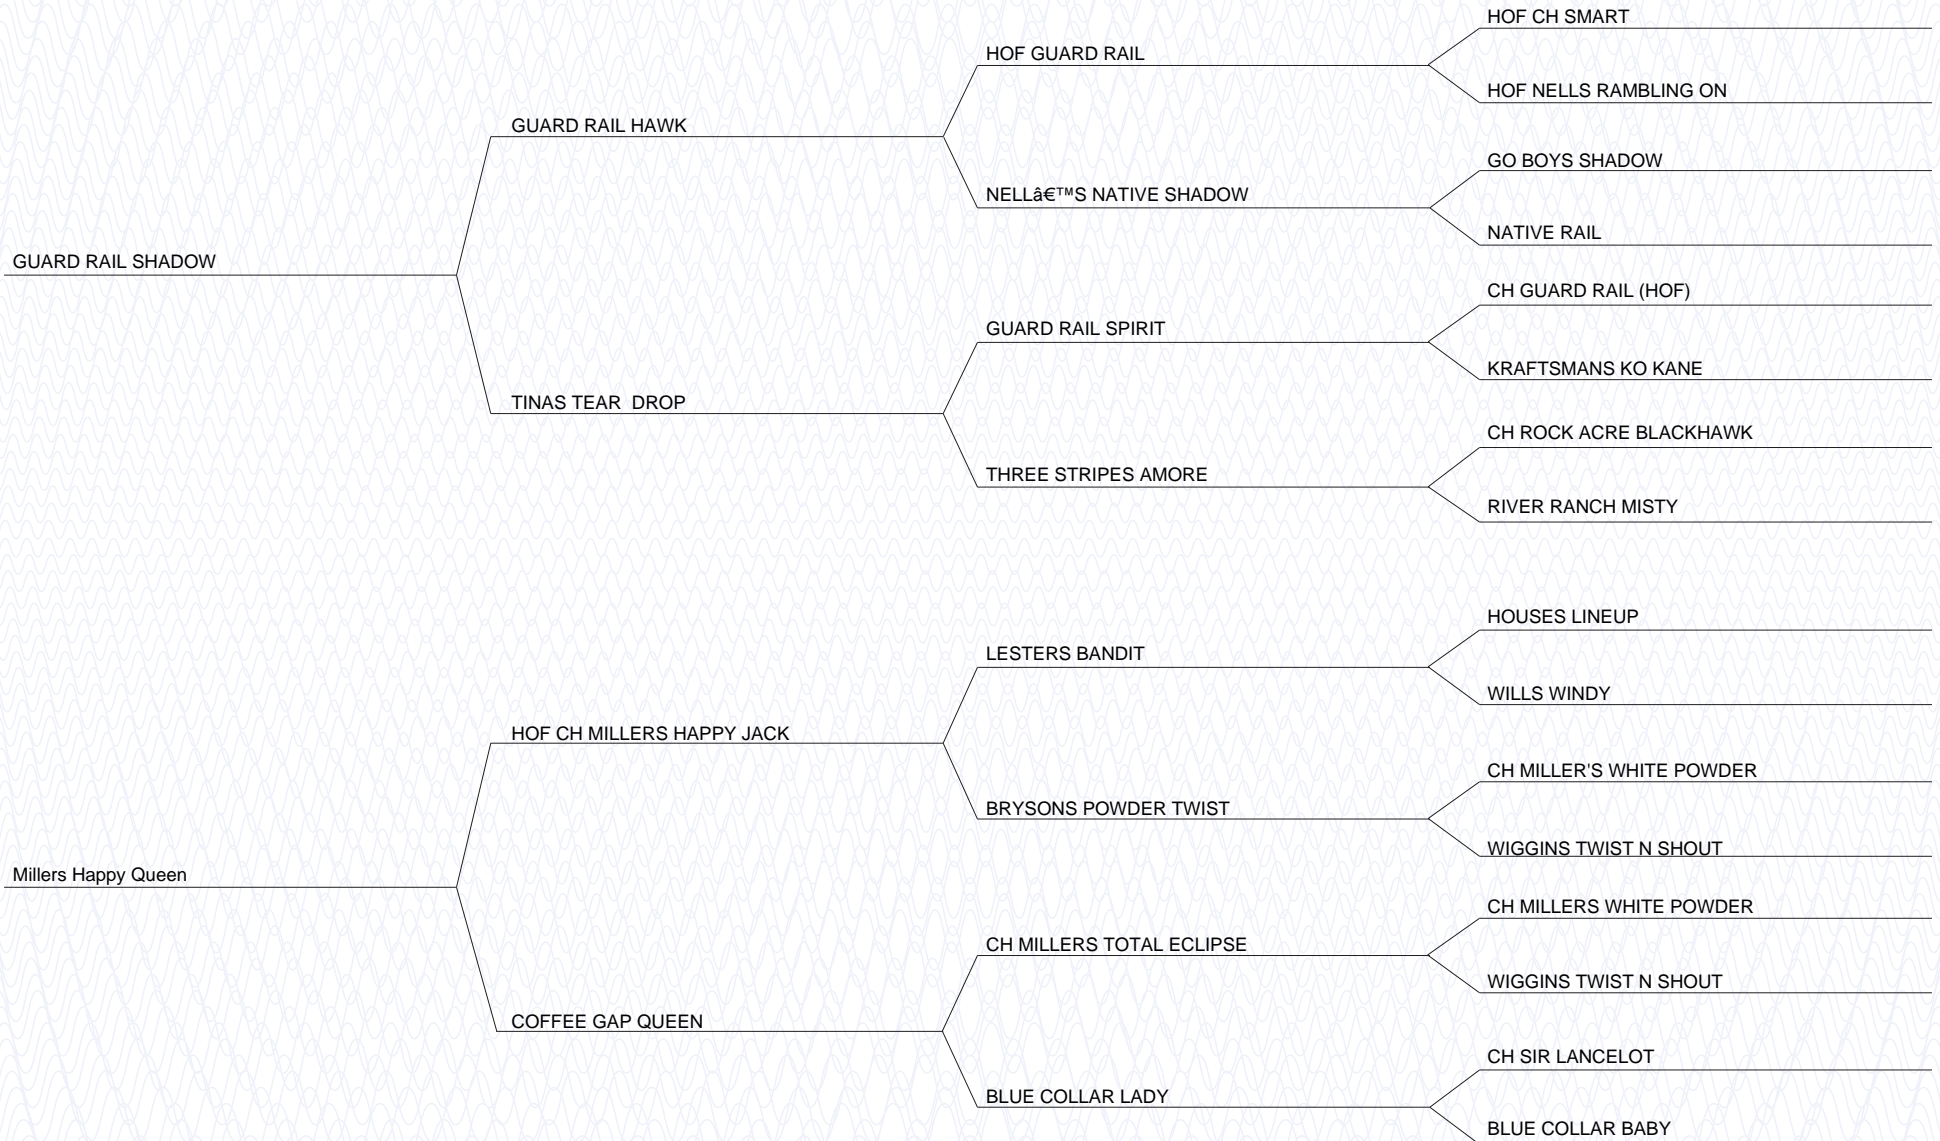 HOF CH SMART
HOF GUARD RAIL
HOF NELLS RAMBLING ON
GUARD RAIL HAWK
GO BOYS SHADOW
NELLâ€™S NATIVE SHADOW
NATIVE RAIL
GUARD RAIL SHADOW
CH GUARD RAIL (HOF)
GUARD RAIL SPIRIT
KRAFTSMANS KO KANE
TINAS TEAR  DROP
CH ROCK ACRE BLACKHAWK
THREE STRIPES AMORE
RIVER RANCH MISTY
HOUSES LINEUP
LESTERS BANDIT
WILLS WINDY
HOF CH MILLERS HAPPY JACK
CH MILLER'S WHITE POWDER
BRYSONS POWDER TWIST
WIGGINS TWIST N SHOUT
Millers Happy Queen
CH MILLERS WHITE POWDER
CH MILLERS TOTAL ECLIPSE
WIGGINS TWIST N SHOUT
COFFEE GAP QUEEN
CH SIR LANCELOT
BLUE COLLAR LADY
BLUE COLLAR BABY